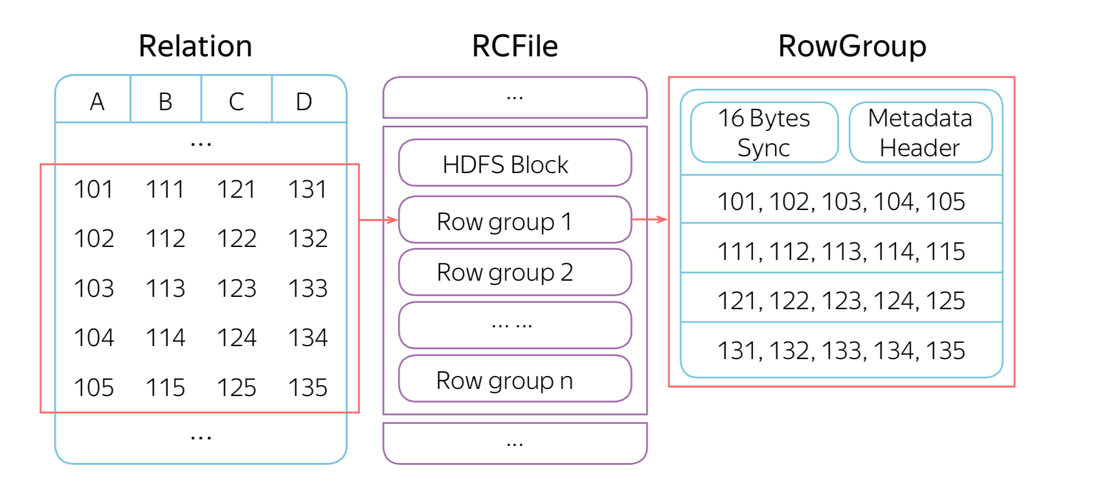 Relation
A B C D
...
101 111 121 131
102 112 122 132
103 113 123 133
104 114 124 134
105 115 125 135
...
RCFile
...
HDFS Block
Row group 1
Row group 2
... ...
Row group n
...
RowGroup
16 Bytes
Sync
Metadata
Header
101, 102, 103, 104, 105
111, 112, 113, 114, 115
121, 122, 123, 124, 125
131, 132, 133, 134, 135